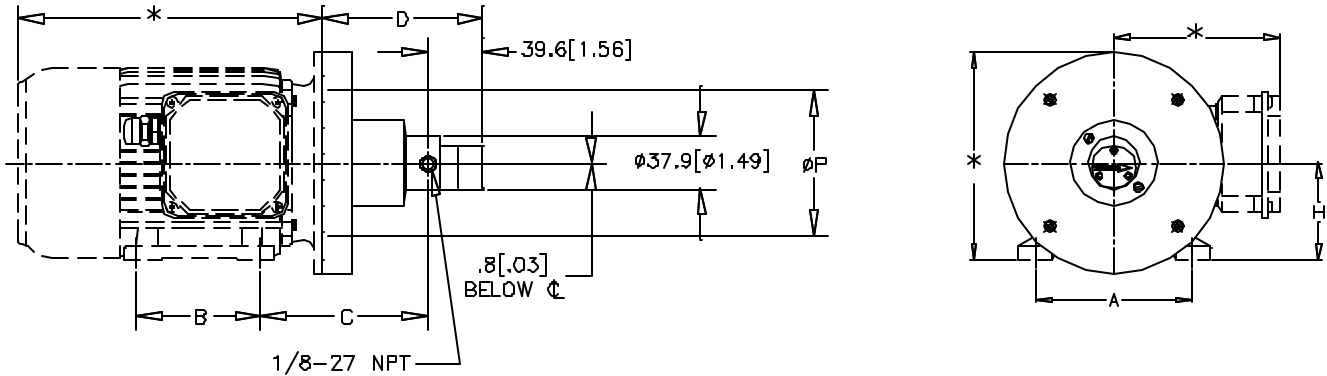 *
D
39.6[1.56]
*
ø37.9[ø1.49]
øP
*
H
.8[.03]
BELOW ℄
B
C
A
1/8-27 NPT